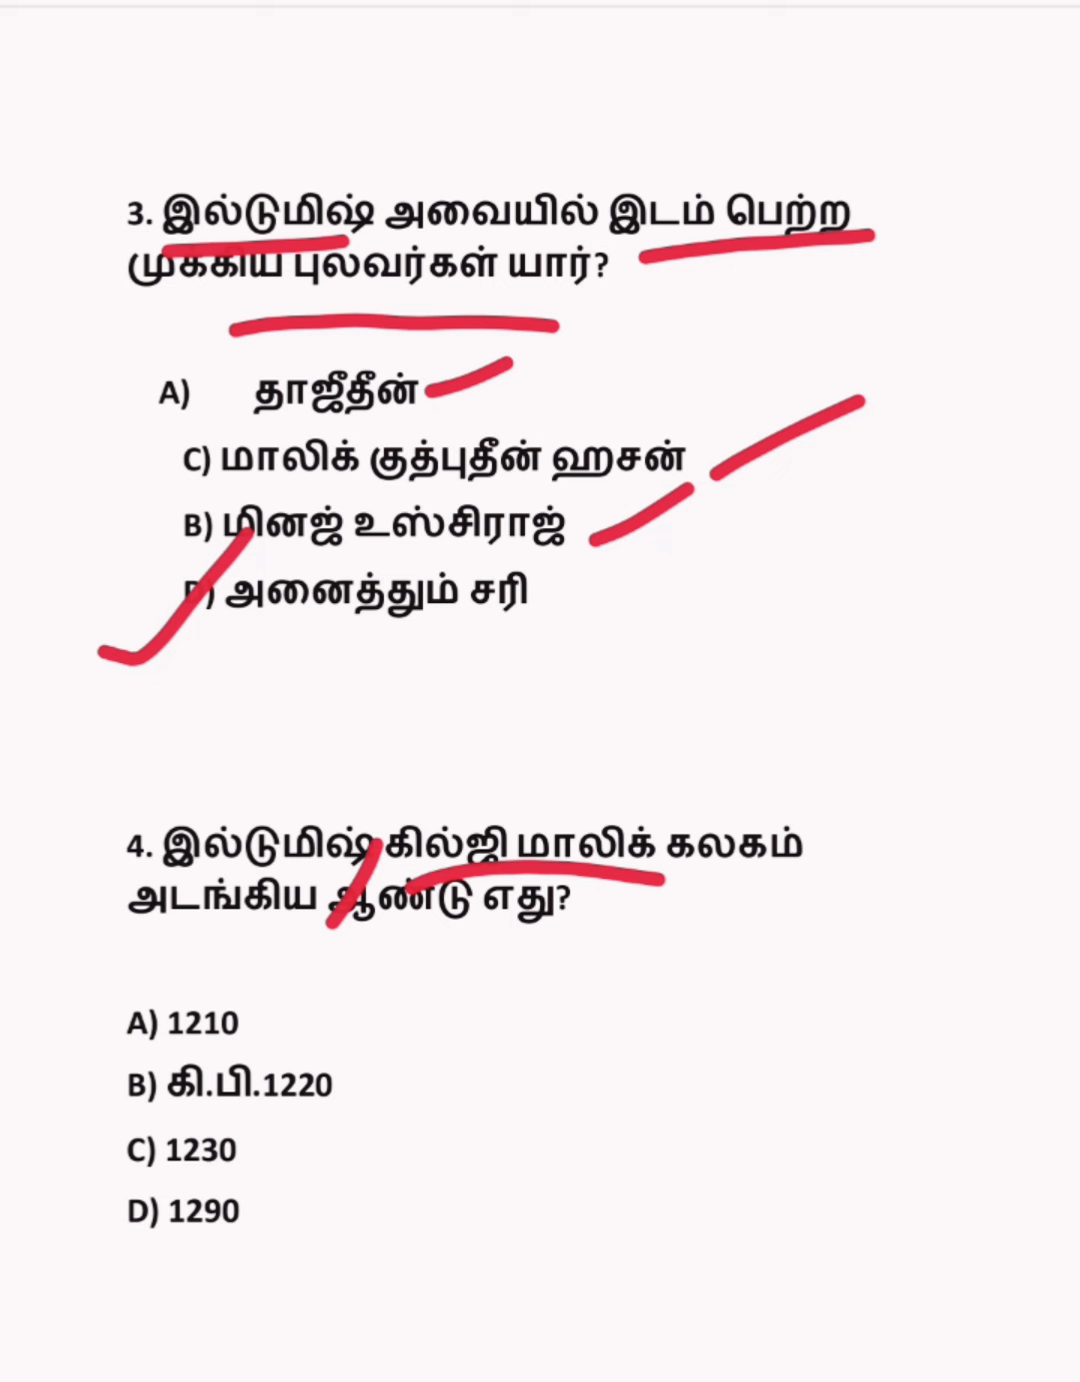 3. இல்டுமிஷ் அவையில் இடம் பெற்ற
முக்கிய புலவர்கள் யார்?
A) தாஜீதீன்
C) மாலிக் குத்புதீன் ஹசன்
B) மினஜ் உஸ்சிராஜ்
D) அனைத்தும் சரி
4. இல்டுமிஷ் கில்ஜி மாலிக் கலகம்
அடங்கிய ஆண்டு எது?
A) 1210
B) கி.பி.1220
C) 1230
D) 1290